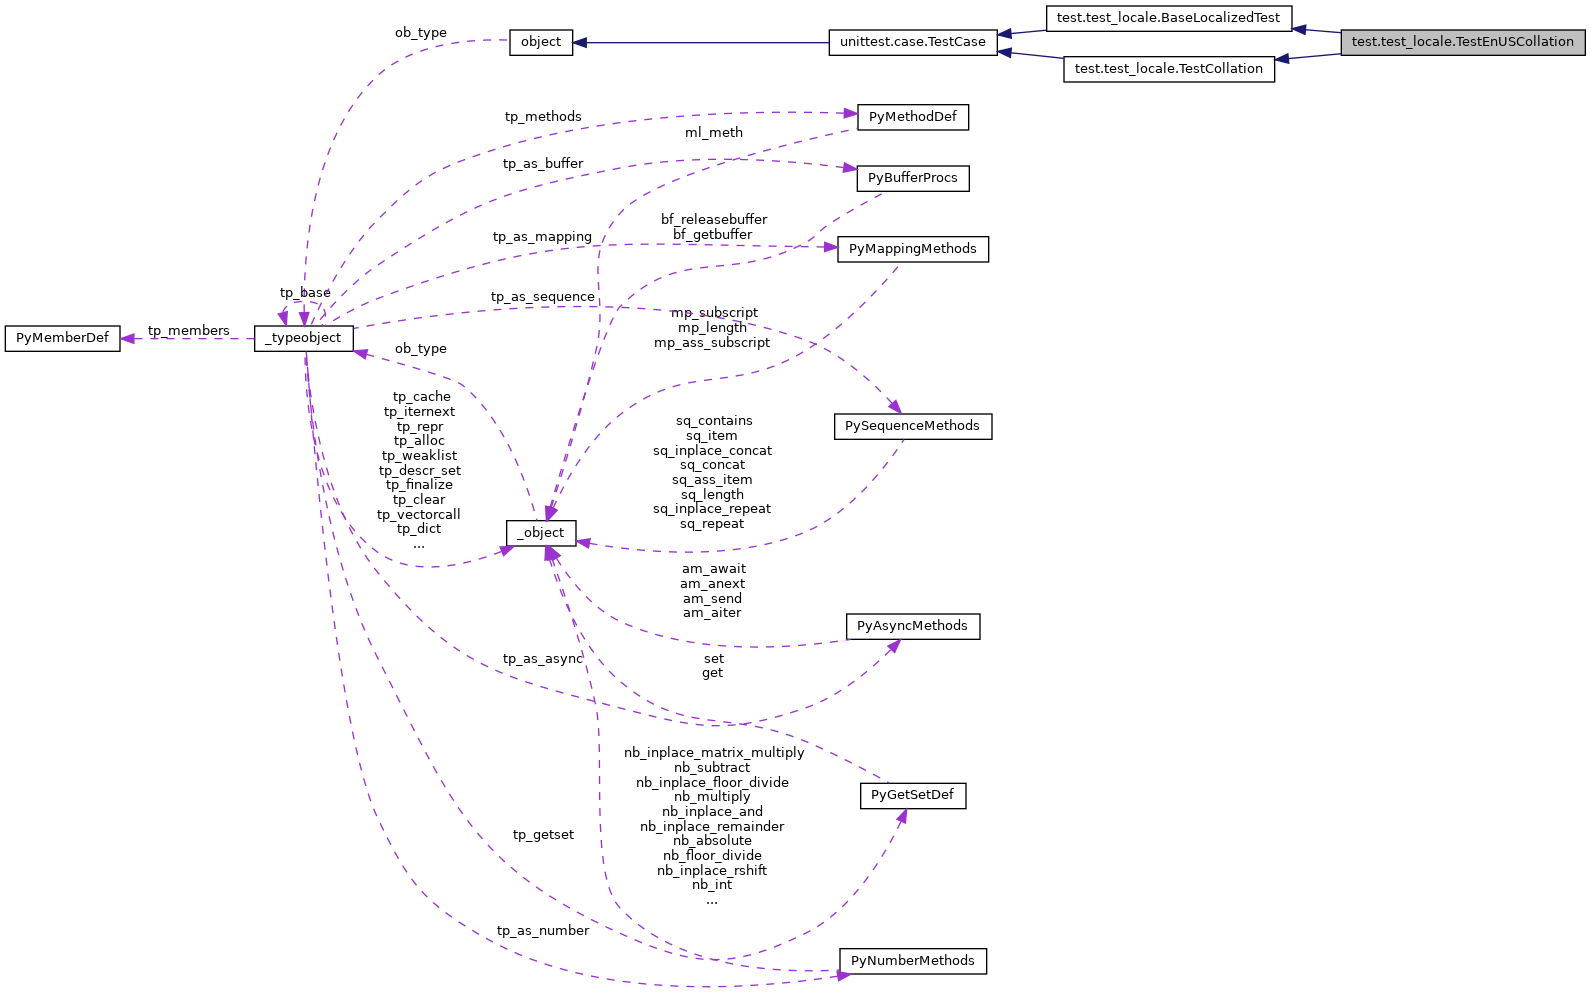 test.test_locale.BaseLocalizedTest
ob_type
object
unittest.case.TestCase
test.test_locale.TestEnUSCollation
test.test_locale.TestCollation
tp_methods
PyMethodDef
ml_meth
tp_as_buffer
PyBufferProcs
bf_releasebuffer
bf_getbuffer
tp_as_mapping
PyMappingMethods
tp_base
tp_as_sequence
mp_subscript
mp_length
mp_ass_subscript
PyMemberDef
tp_members
_typeobject
ob_type
tp_cache
tp_iternext
tp_repr
tp_alloc
tp_weaklist
tp_descr_set
tp_finalize
tp_clear
tp_vectorcall
tp_dict
...
sq_contains
sq_item
sq_inplace_concat
sq_concat
sq_ass_item
sq_length
sq_inplace_repeat
sq_repeat
PySequenceMethods
_object
am_await
am_anext
am_send
am_aiter
PyAsyncMethods
tp_as_async
set
get
nb_inplace_matrix_multiply
nb_subtract
nb_inplace_floor_divide
nb_multiply
nb_inplace_and
nb_inplace_remainder
nb_absolute
nb_floor_divide
nb_inplace_rshift
nb_int
...
PyGetSetDef
tp_getset
tp_as_number
PyNumberMethods